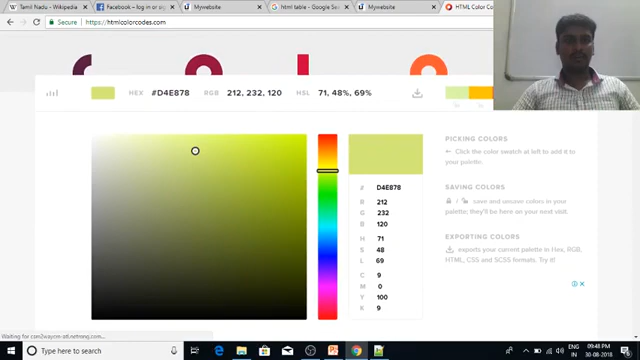 Tamil Nadu - Wikipedia
Facebook – log in or sig
Mywebsite
html table - Google Sea
Mywebsite
HTML Color Co
Secure
https://htmlcolorcodes.com
HEX #D4E878 RGB 212, 232, 120 HSL 71, 48%, 69%
PICKING COLORS
← Click the color swatch at left to add it to
your palette.
# D4E878
R 212
G 232
B 120
SAVING COLORS
/ save and unsave colors in your
palette; they'll be here on your next visit.
H 71
S 48
L 69
EXPORTING COLORS
exports your current palette in Hex, RGB,
HTML, CSS and SCSS formats. Try it!
C 9
M 0
Y 100
K 9
Type here to search
ENG
IN
09:48 PM
30-08-2018